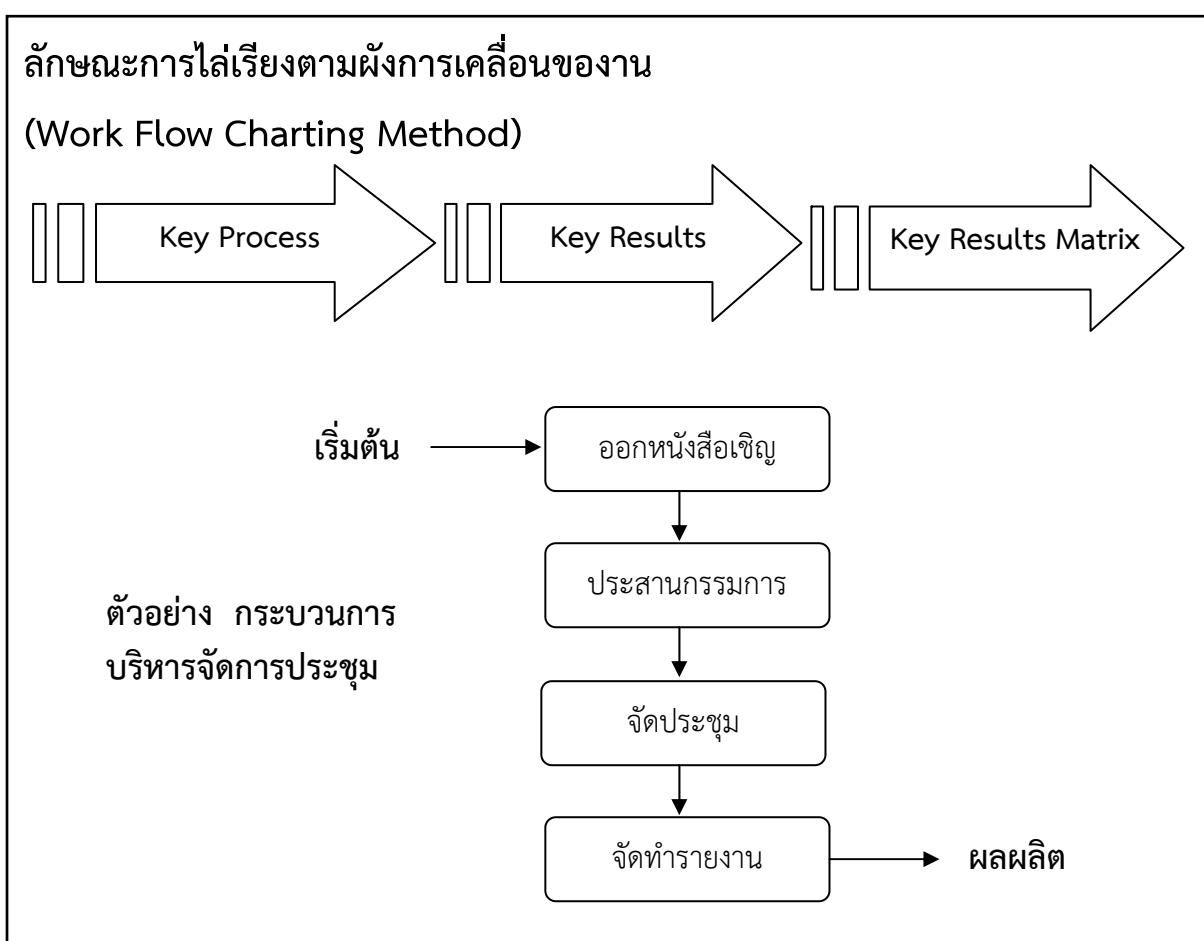 ลักษณะการไล่เรียงตามผังการเคลื่อนของาน
(Work Flow Charting Method)
Key Process
Key Results
Key Results Matrix
เริ่มต้น
ออกหนังสือเชิญ
ประสานกรรมการ
ตัวอย่าง กระบวนการ
บริหารจัดการประชุม
จัดประชุม
จัดทำรายงาน
ผลผลิต